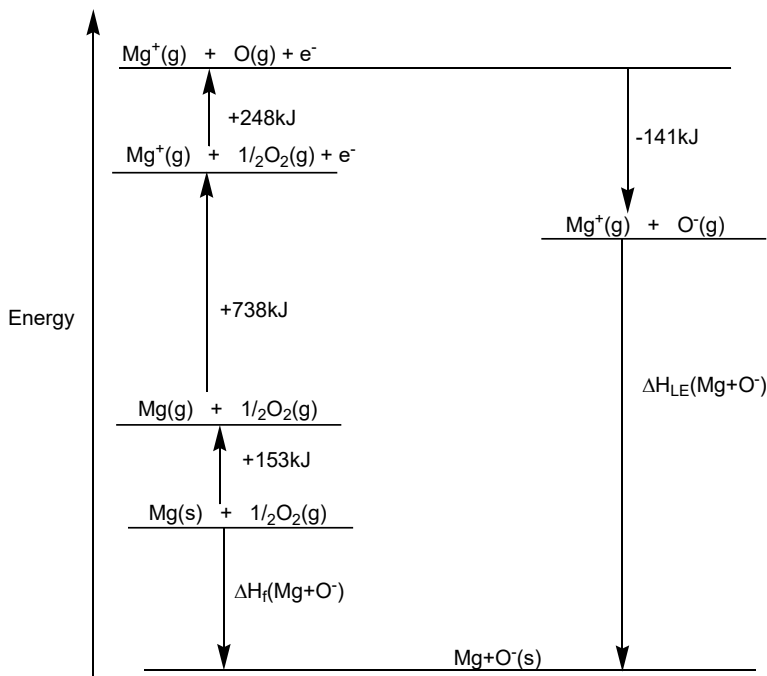 Mg⁺(g) + O(g) + e⁻
+248kJ
-141kJ
Mg⁺(g) + 1/₂O₂(g) + e⁻
Mg⁺(g) + O⁻(g)
Energy
+738kJ
ΔH_LE(Mg+O⁻)
Mg(g) + 1/₂O₂(g)
+153kJ
Mg(s) + 1/₂O₂(g)
ΔH_f(Mg+O⁻)
Mg+O⁻(s)